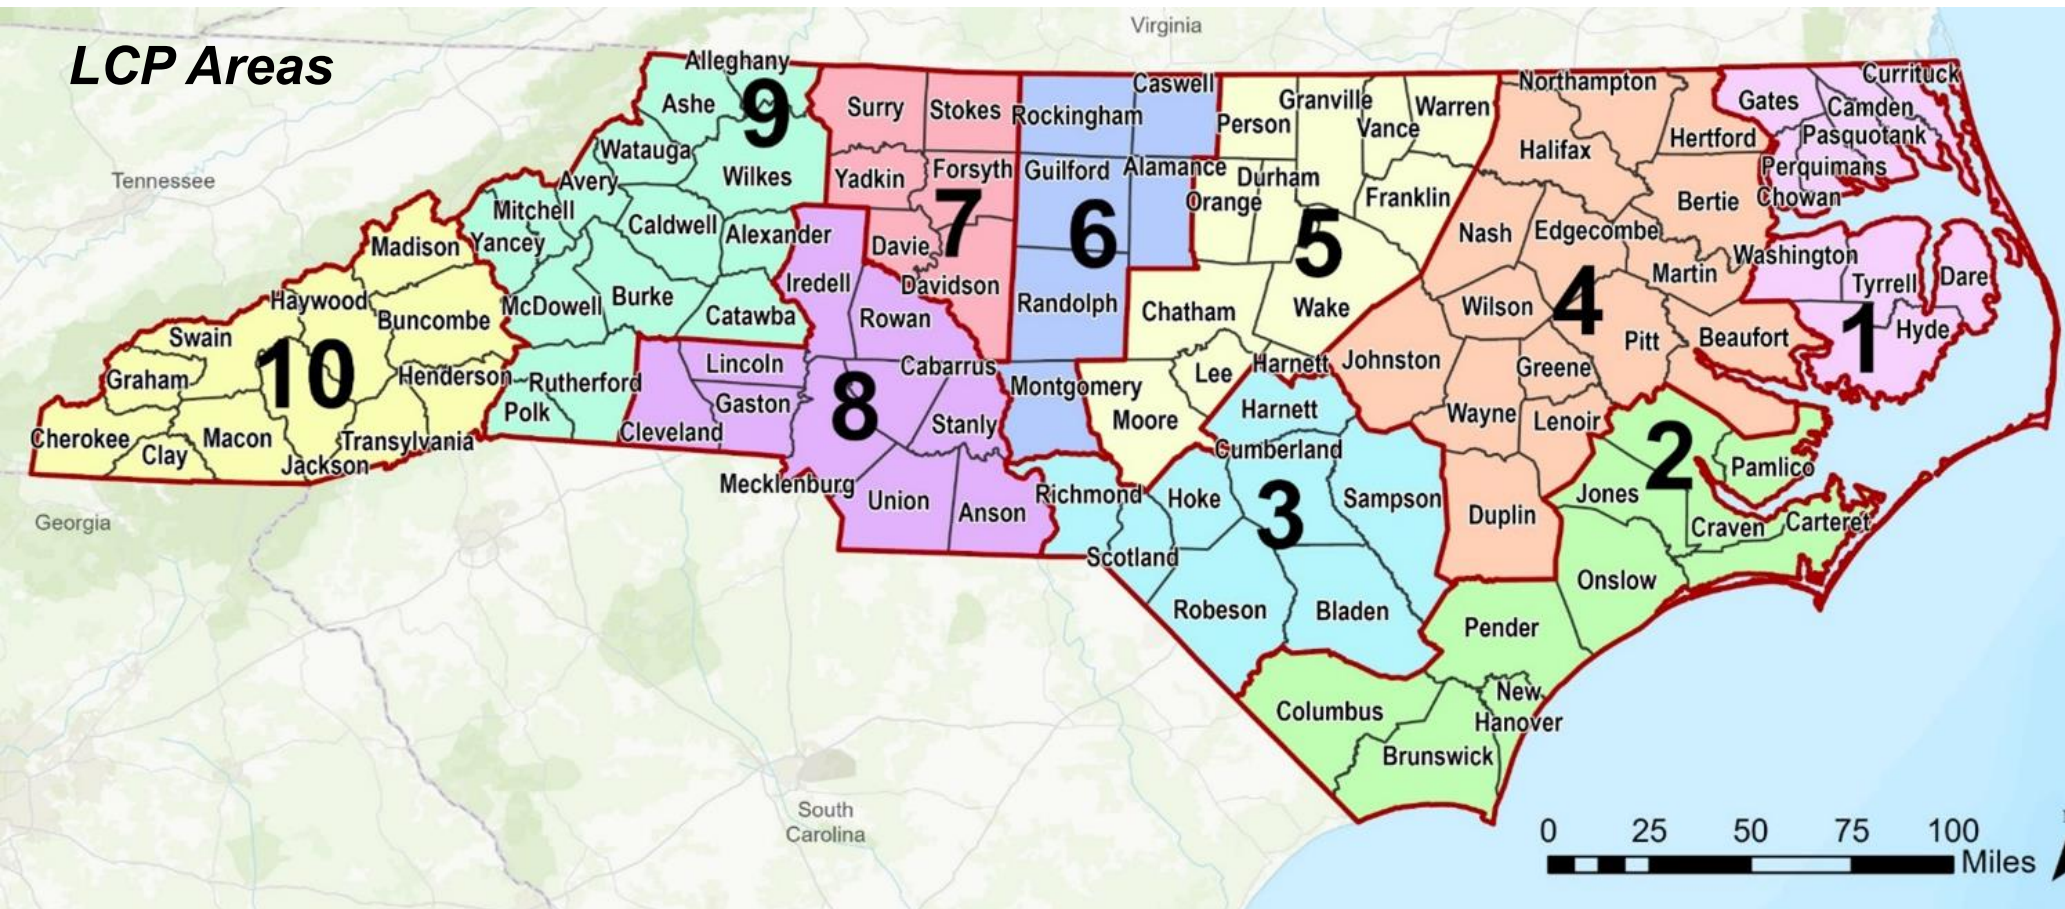 Virginia
LCP Areas
Alleghany
Ashe
9
Surry
Stokes
Rockingham
Caswell
Granville
Person
Vance
Warren
Northampton
Gates
Currituck
Camden
Pasquotank
Hertford
Halifax
Perquimans
Chowan
Tennessee
Watauga
Avery
Wilkes
Yadkin
Forsyth
Guilford
Alamance
Durham
Orange
Franklin
Bertie
Mitchell
Yancey
Caldwell
Alexander
7
6
5
Nash
Edgecombe
Washington
Madison
Davie
Iredell
Davidson
Martin
Tyrrell
Dare
Haywood
Buncombe
McDowell
Burke
Catawba
Rowan
Randolph
Chatham
Wake
Wilson
4
Pitt
Beaufort
1
Hyde
Swain
Graham
10
Henderson
Rutherford
Polk
Lincoln
Gaston
Cleveland
8
Cabarrus
Stanly
Montgomery
Moore
Lee
Harnett
Harnett
Johnston
Greene
Wayne
Lenoir
Cherokee
Clay
Macon
Jackson
Transylvania
Mecklenburg
Union
Anson
Richmond
Cumberland
Hoke
3
Sampson
Duplin
2
Jones
Pamlico
Craven
Carteret
Georgia
Scotland
Robeson
Bladen
Onslow
Pender
Columbus
New
Hanover
Brunswick
South
Carolina
0 25 50 75 100
Miles